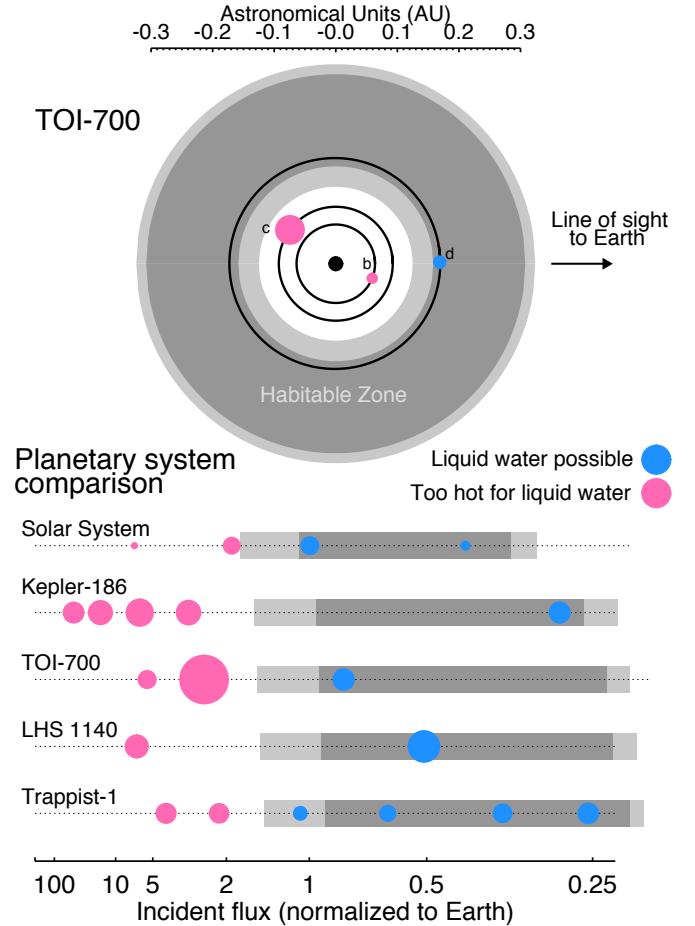 Astronomical Units (AU)
-0.3 -0.2 -0.1 -0.0 0.1 0.2 0.3
TOI-700
c
b
d
Line of sight
to Earth
Habitable Zone
Planetary system
comparison
Liquid water possible
Too hot for liquid water
Solar System
Kepler-186
TOI-700
LHS 1140
Trappist-1
100 10 5 2 1 0.5 0.25
Incident flux (normalized to Earth)